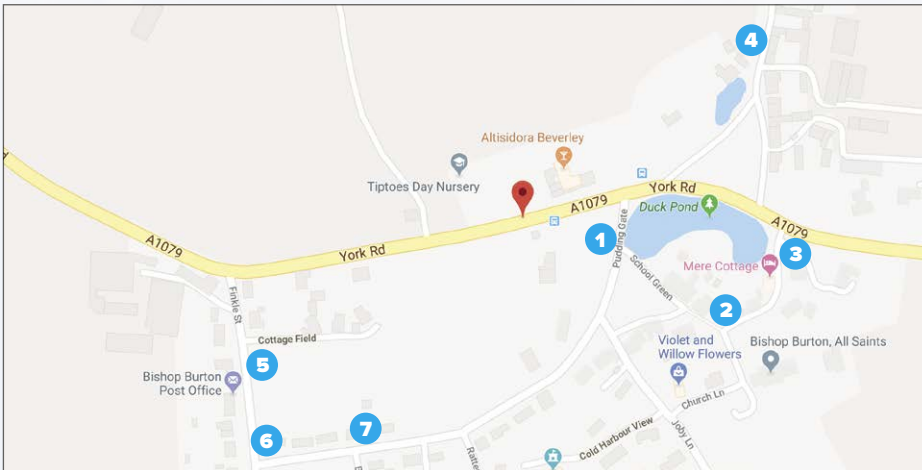 4
Altisidora Beverley
Tiptoes Day Nursery
York Rd
A1079
Duck Pond
A1079
1
Pudding Gate
A1079
York Rd
Mere Cottage
3
School Green
Finkle St
2
Cottage Field
Violet and
Willow Flowers
Bishop Burton, All Saints
5
Bishop Burton
Post Office
Church Ln
7
Cold Harbour View
Joby Ln
6